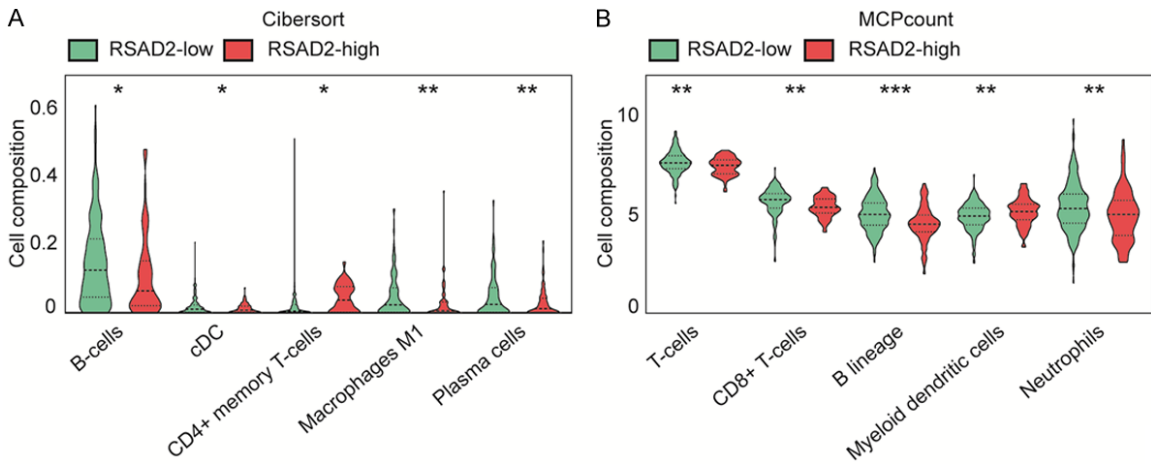 A
Cibersort
RSAD2-low
RSAD2-high
Cell composition
0.6
0.4
0.2
0
* * * ** **
B-cells
cDC
CD4+ memory T-cells
Macrophages M1
Plasma cells
B
MCPcount
RSAD2-low
RSAD2-high
Cell composition
10
5
0
** ** *** ** **
T-cells
CD8+ T-cells
B lineage
Myeloid dendritic cells
Neutrophils